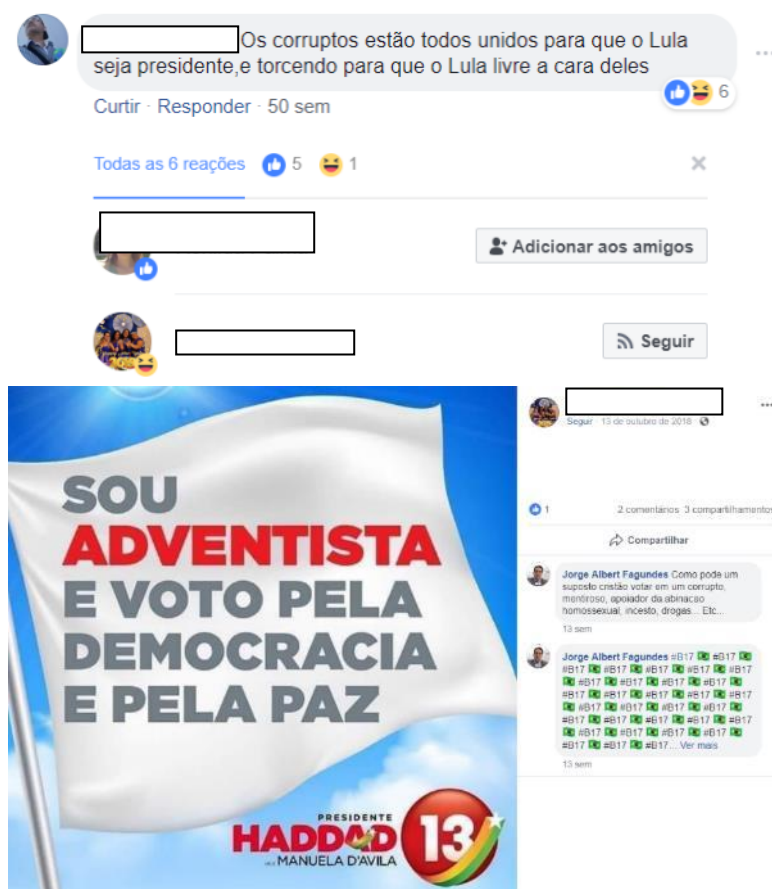 Os corruptos estão todos unidos para que o Lula
seja presidente,e torcendo para que o Lula livre a cara deles
6
Curtir · Responder · 50 sem
Todas as 6 reações 5 1
Adicionar aos amigos
Seguir
SOU
ADVENTISTA
E VOTO PELA
DEMOCRACIA
E PELA PAZ
PRESIDENTE
HADDAD
MANUELA D'AVILA
13
Seguir · 13 de outubro de 2018 ·
1 2 comentários 3 compartilhamentos
Compartilhar
Jorge Albert Fagundes Como pode um
suposto cristão votar em um corrupto,
mentiroso, apoiador da abinacao
homossexual, incesto, drogas... Etc...
13 sem
Jorge Albert Fagundes #B17 🇧🇷 #B17 🇧🇷
#B17 🇧🇷 #B17 🇧🇷 #B17 🇧🇷 #B17 🇧🇷 #B17
🇧🇷 #B17 🇧🇷 #B17 🇧🇷 #B17 🇧🇷 #B17 🇧🇷
#B17 🇧🇷 #B17 🇧🇷 #B17 🇧🇷 #B17 🇧🇷 #B17
🇧🇷 #B17 🇧🇷 #B17 🇧🇷 #B17 🇧🇷 #B17 🇧🇷
#B17 🇧🇷 #B17 🇧🇷 #B17 🇧🇷 #B17 🇧🇷 #B17
🇧🇷 #B17 🇧🇷 #B17 🇧🇷 #B17 🇧🇷 #B17 🇧🇷
#B17 🇧🇷 #B17 🇧🇷 #B17... Ver mais
13 sem